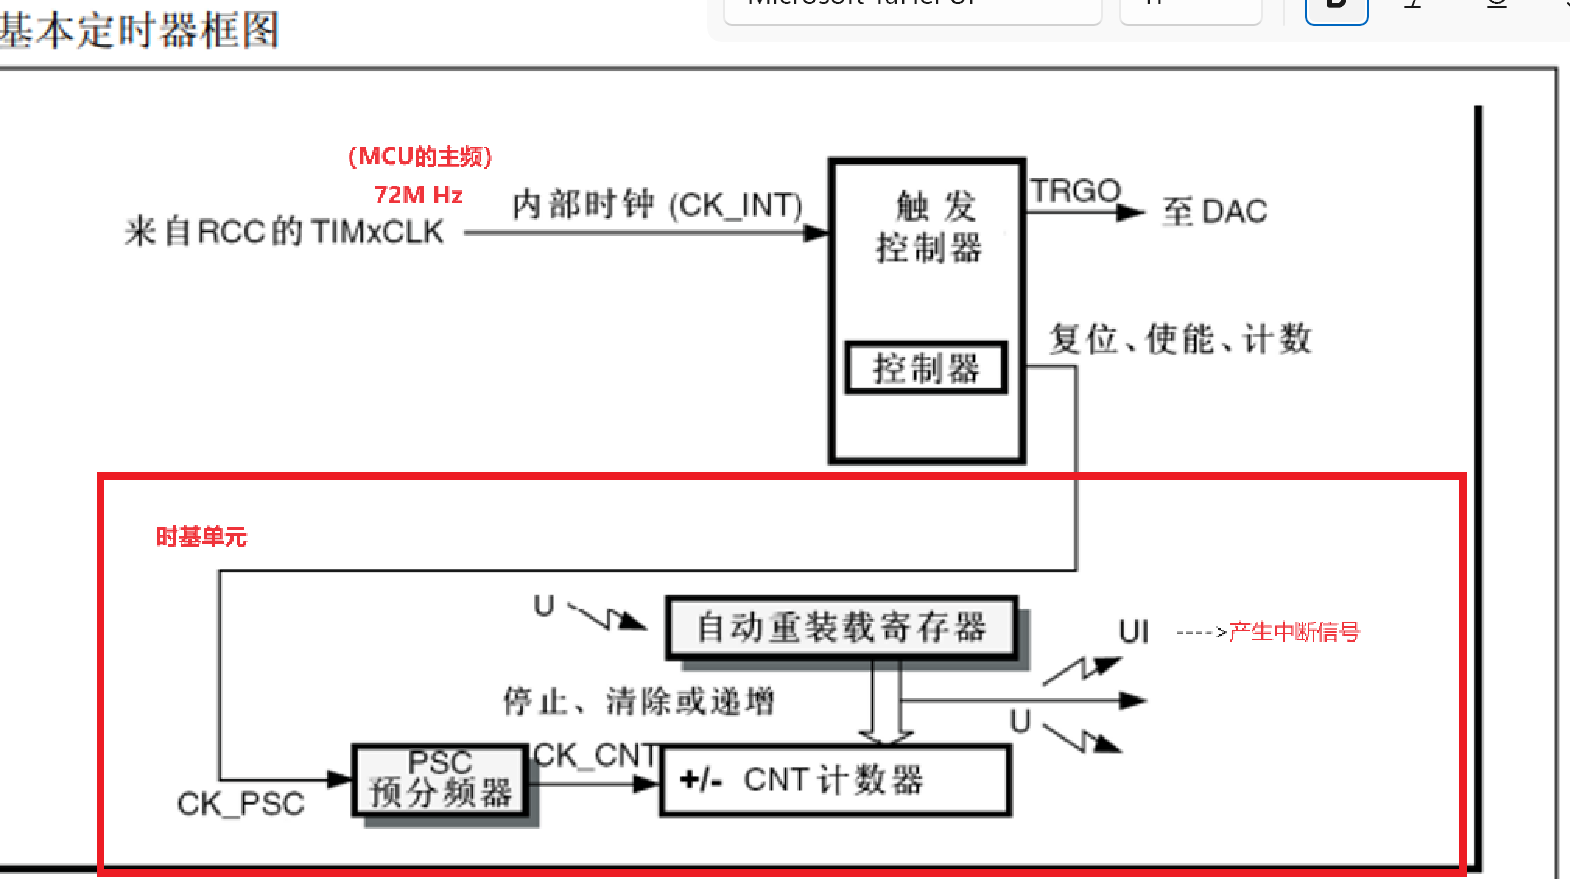 基本定时器框图
(MCU的主频)
72M Hz
来自RCC的TIMxCLK
内部时钟 (CK_INT)
触发
控制器
TRGO
至DAC
控制器
复位、使能、计数
时基单元
U
自动重装载寄存器
UI
---->产生中断信号
停止、清除或递增
U
CK_PSC
PSC
预分频器
CK_CNT
+/- CNT计数器